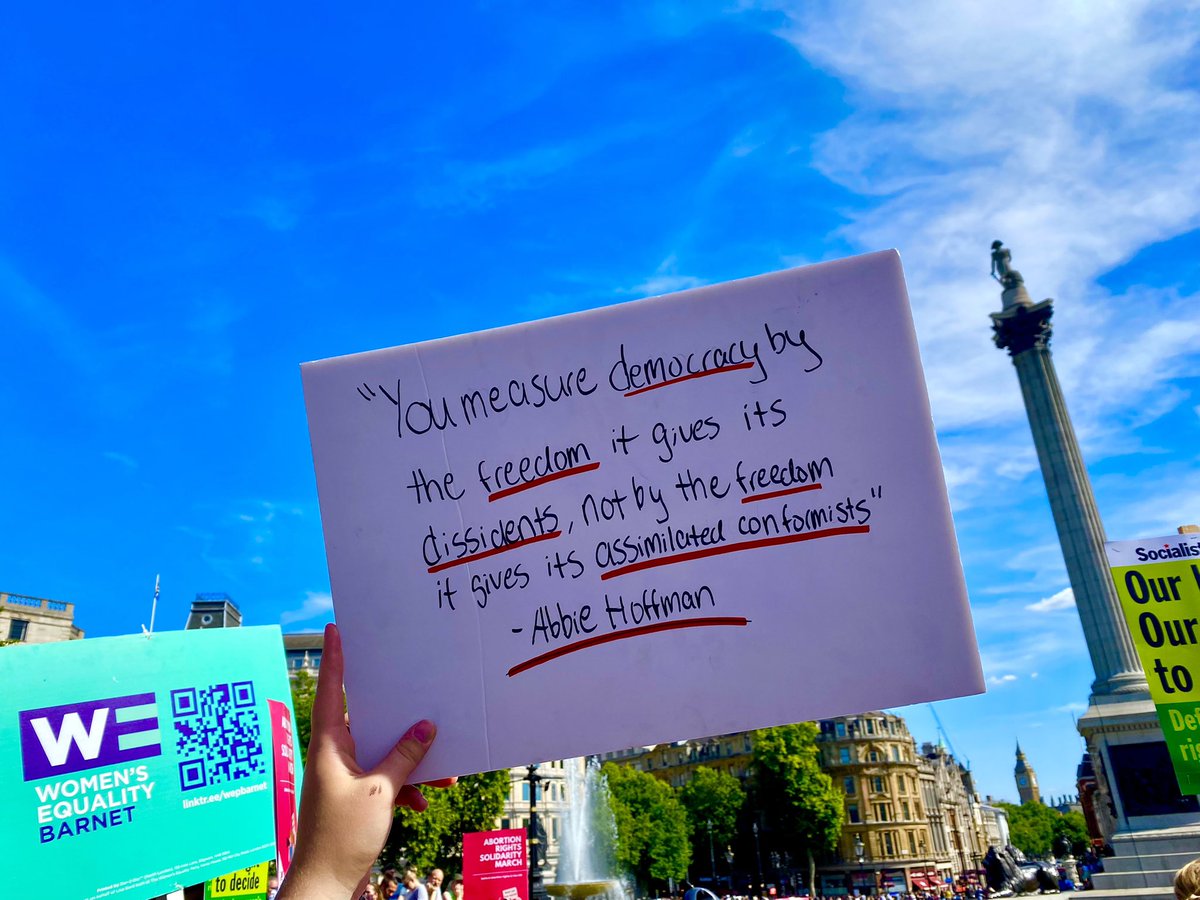 "You measure democracy by
the freedom it gives its
dissidents, not by the freedom
it gives its assimilated conformists"
- Abbie Hoffman
WE
WOMEN'S
EQUALITY
BARNET
linktr.ee/wepbarnet
to decide
ABORTION
RIGHTS
SOLIDARITY
MARCH
Socialis
Our
Our
to
De
ri